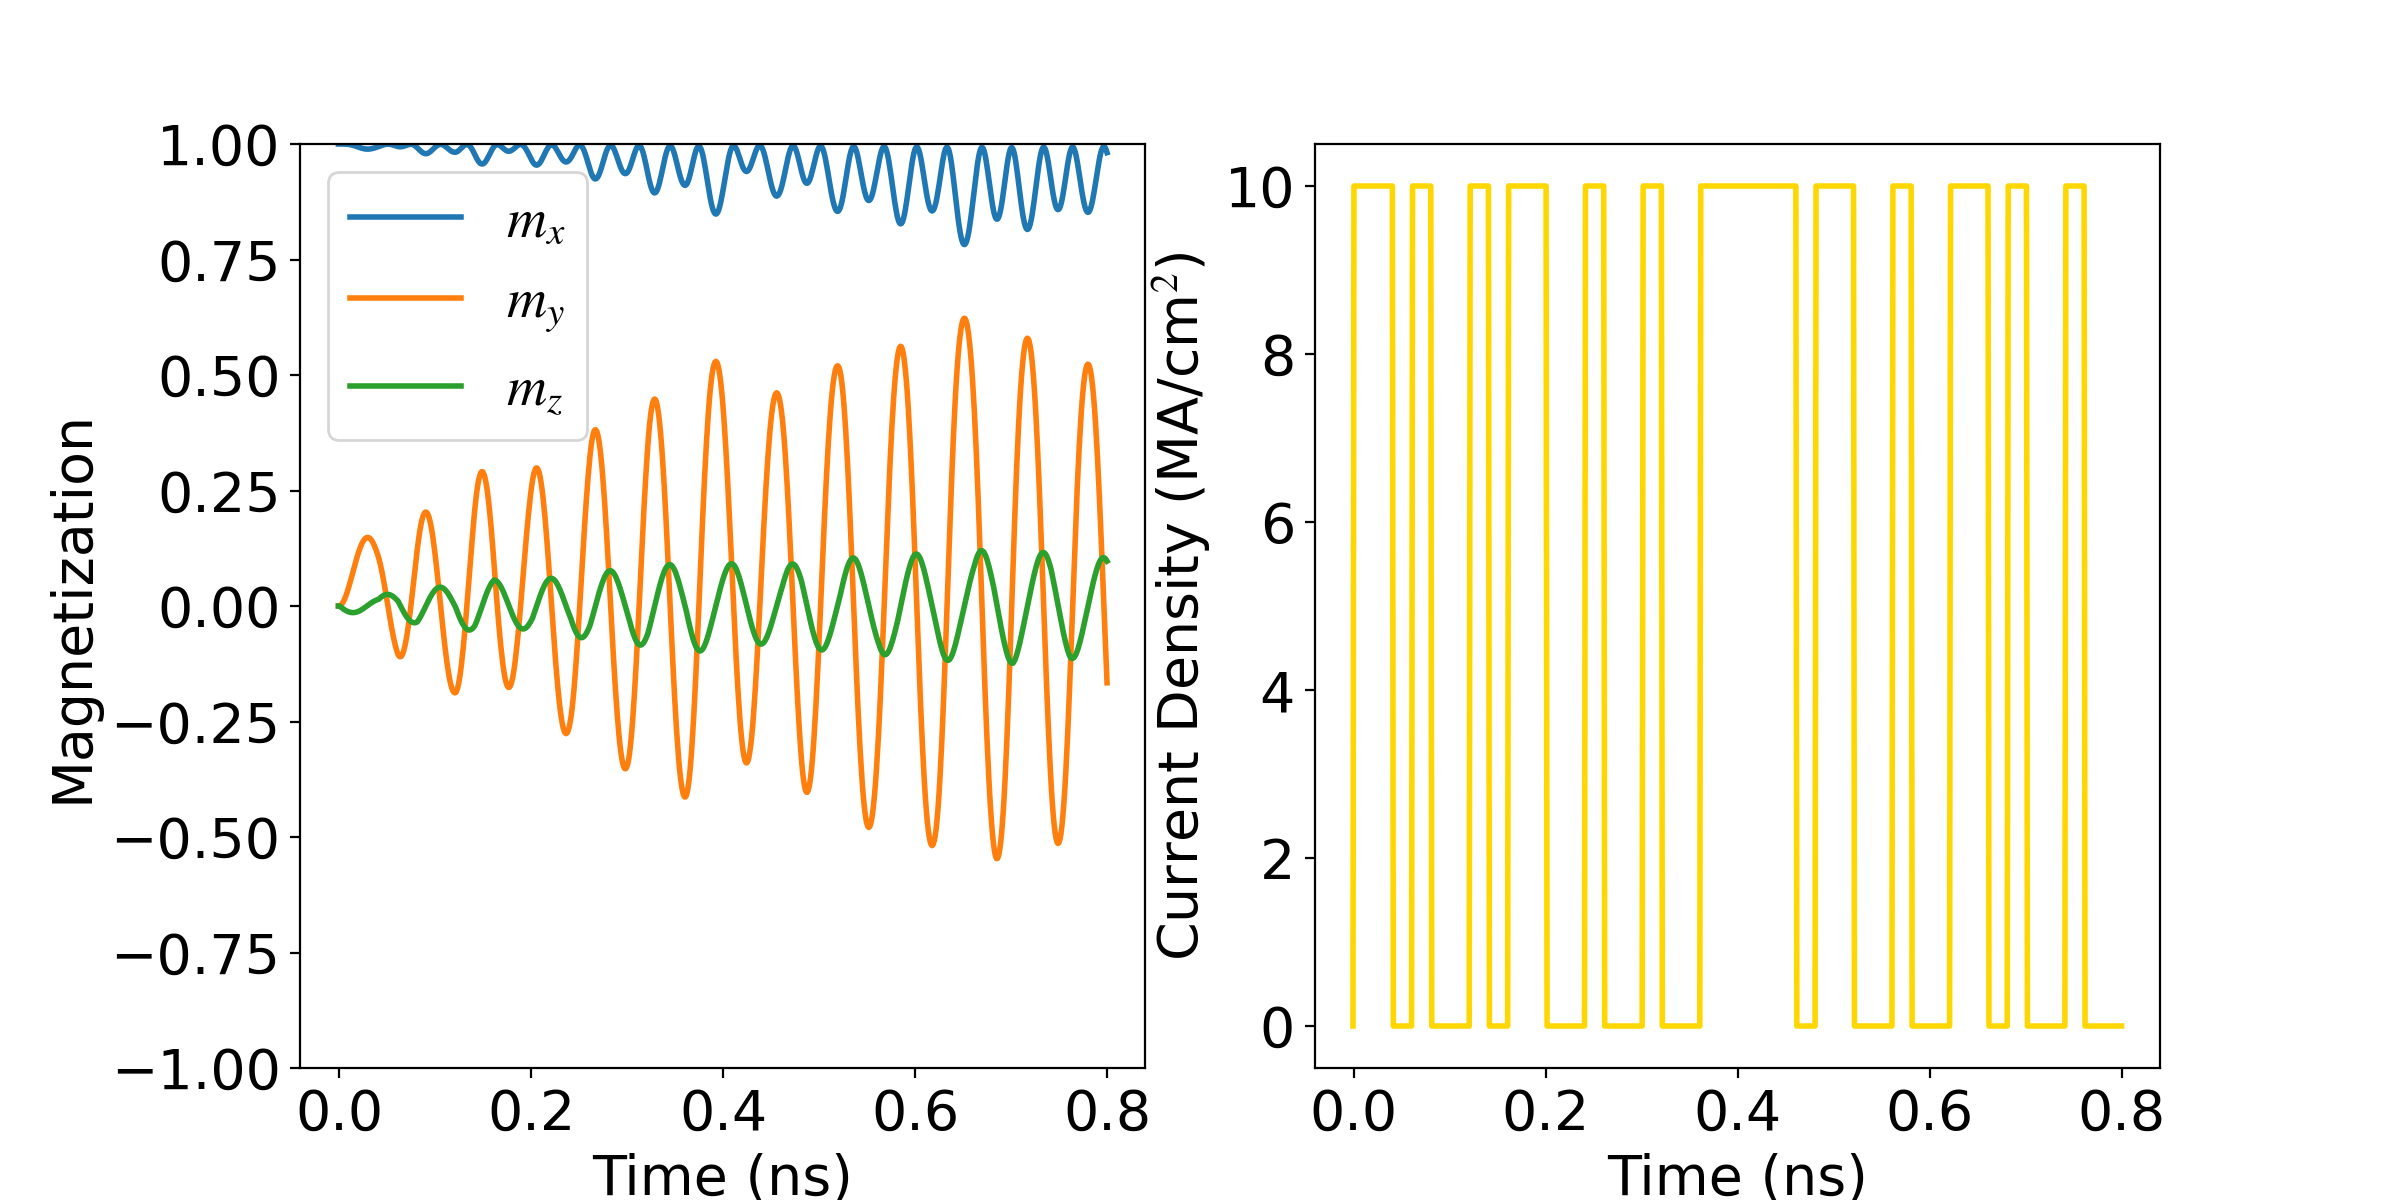 Magnetization
1.00
0.75
0.50
0.25
0.00
−0.25
−0.50
−0.75
−1.00
m_x
m_y
m_z
0.0 0.2 0.4 0.6 0.8
Time (ns)
Current Density (MA/cm²)
10
8
6
4
2
0
0.0 0.2 0.4 0.6 0.8
Time (ns)